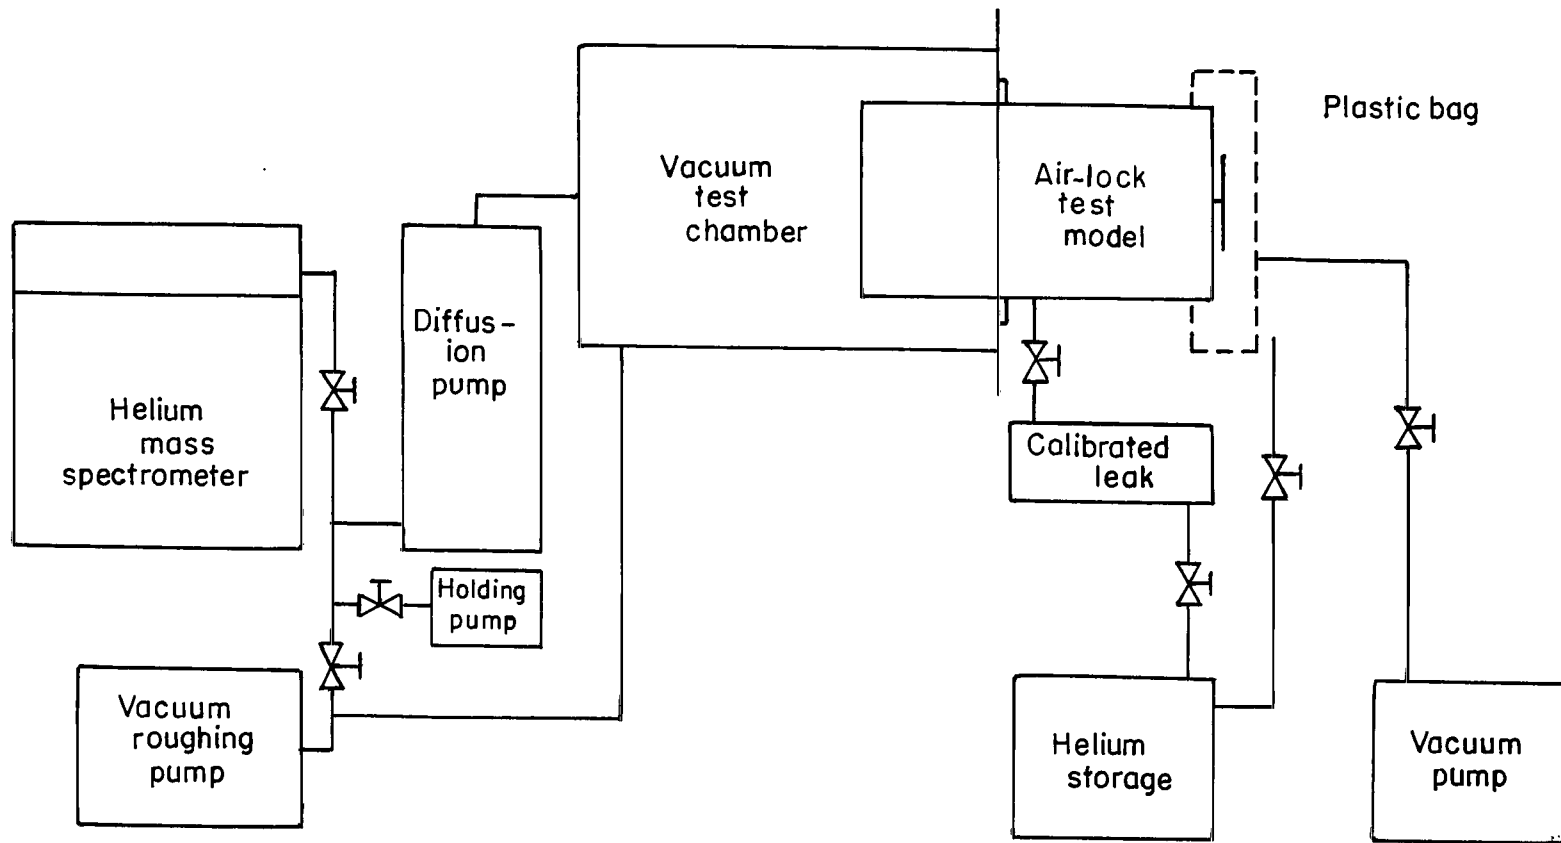 Plastic bag
Vacuum
test
chamber
Air-lock
test
model
Diffus-
ion
pump
Helium
mass
spectrometer
Calibrated
leak
Holding
pump
Vacuum
roughing
pump
Helium
storage
Vacuum
pump